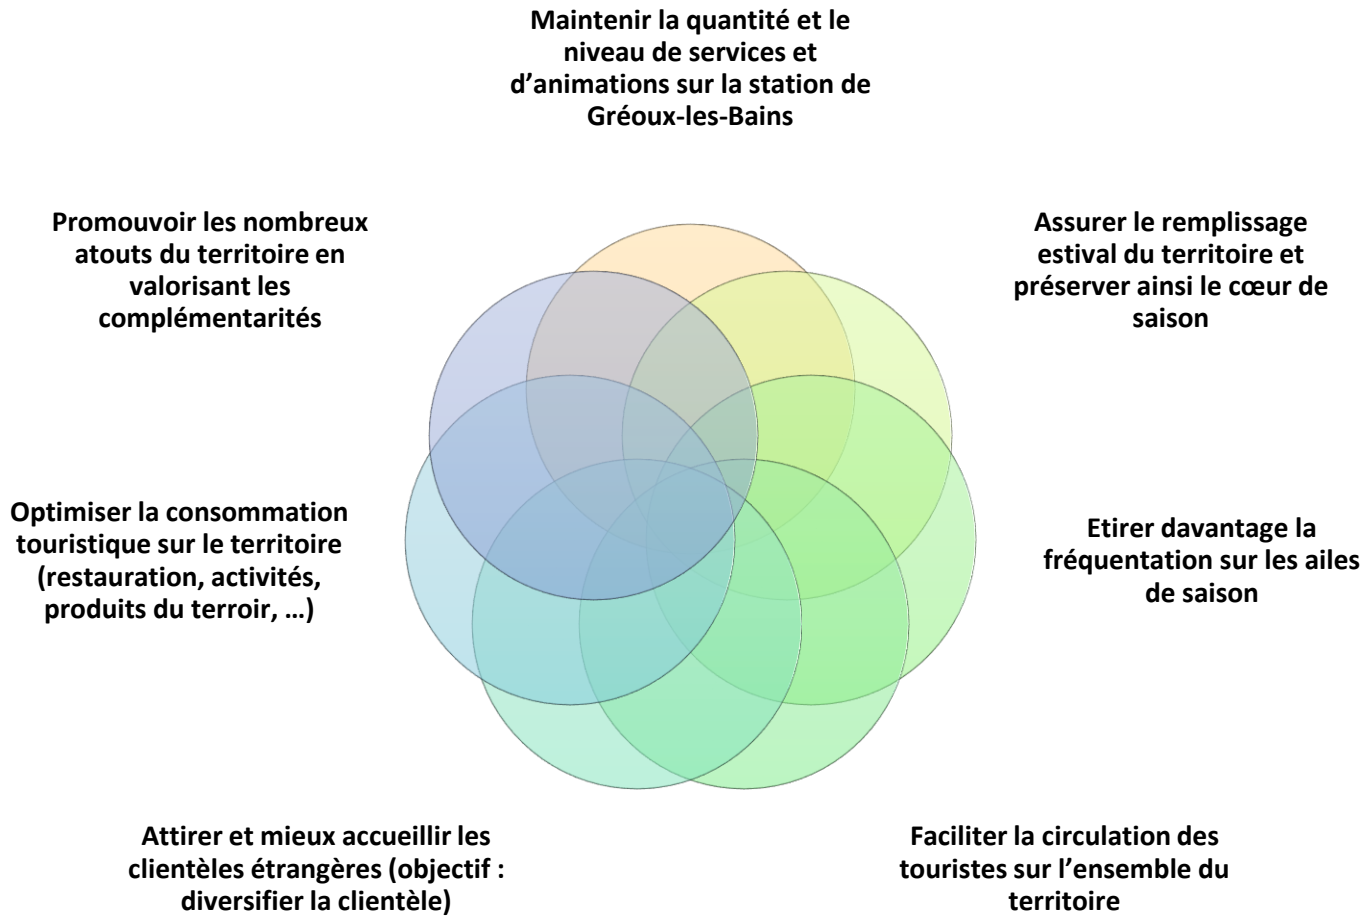 Maintenir la quantité et le
niveau de services et
d’animations sur la station de
Gréoux-les-Bains
Promouvoir les nombreux
atouts du territoire en
valorisant les
complémentarités
Assurer le remplissage
estival du territoire et
préserver ainsi le cœur de
saison
Optimiser la consommation
touristique sur le territoire
(restauration, activités,
produits du terroir, …)
Etirer davantage la
fréquentation sur les ailes
de saison
Attirer et mieux accueillir les
clientèles étrangères (objectif :
diversifier la clientèle)
Faciliter la circulation des
touristes sur l’ensemble du
territoire